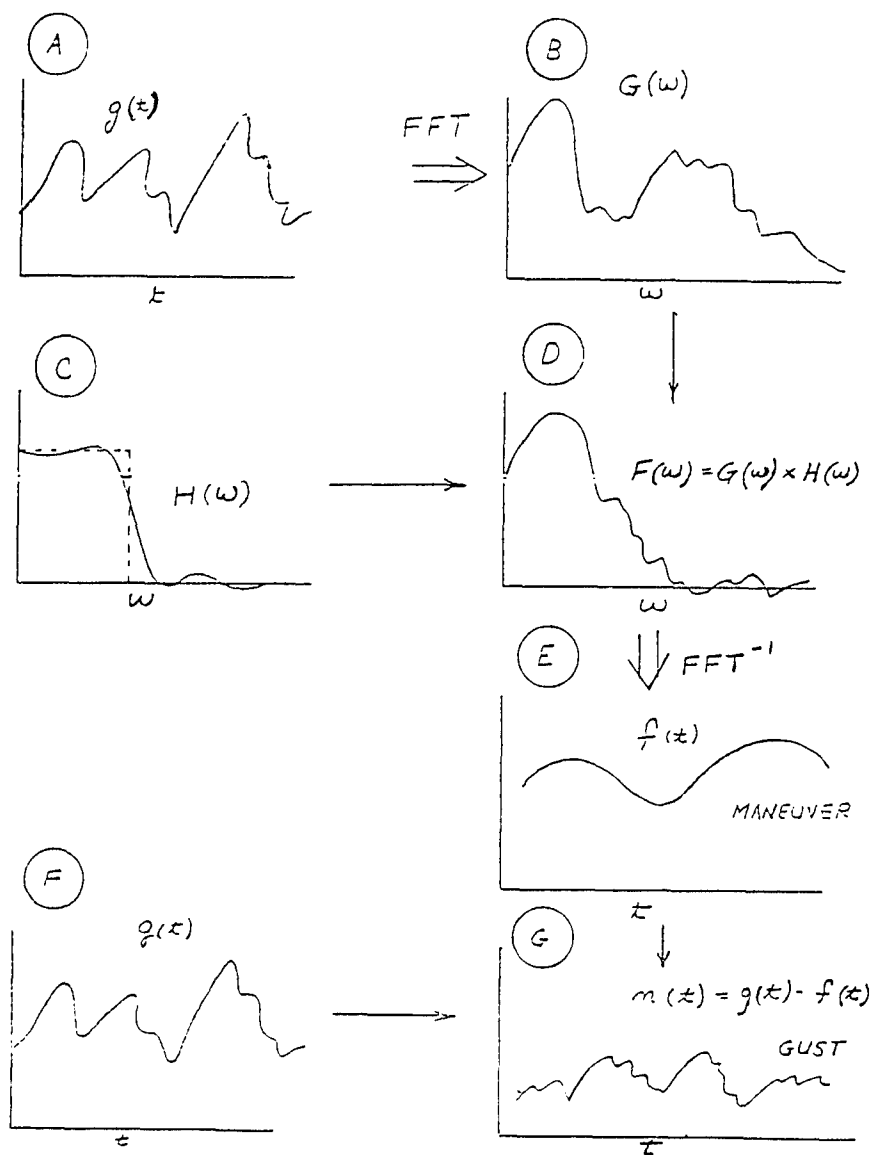 A
g(t)
t
FFT
B
G(ω)
ω
C
H(ω)
ω
D
F(ω) = G(ω) × H(ω)
ω
FFT⁻¹
E
f(t)
MANEUVER
t
F
g(t)
t
G
n(t) = g(t) - f(t)
GUST
t